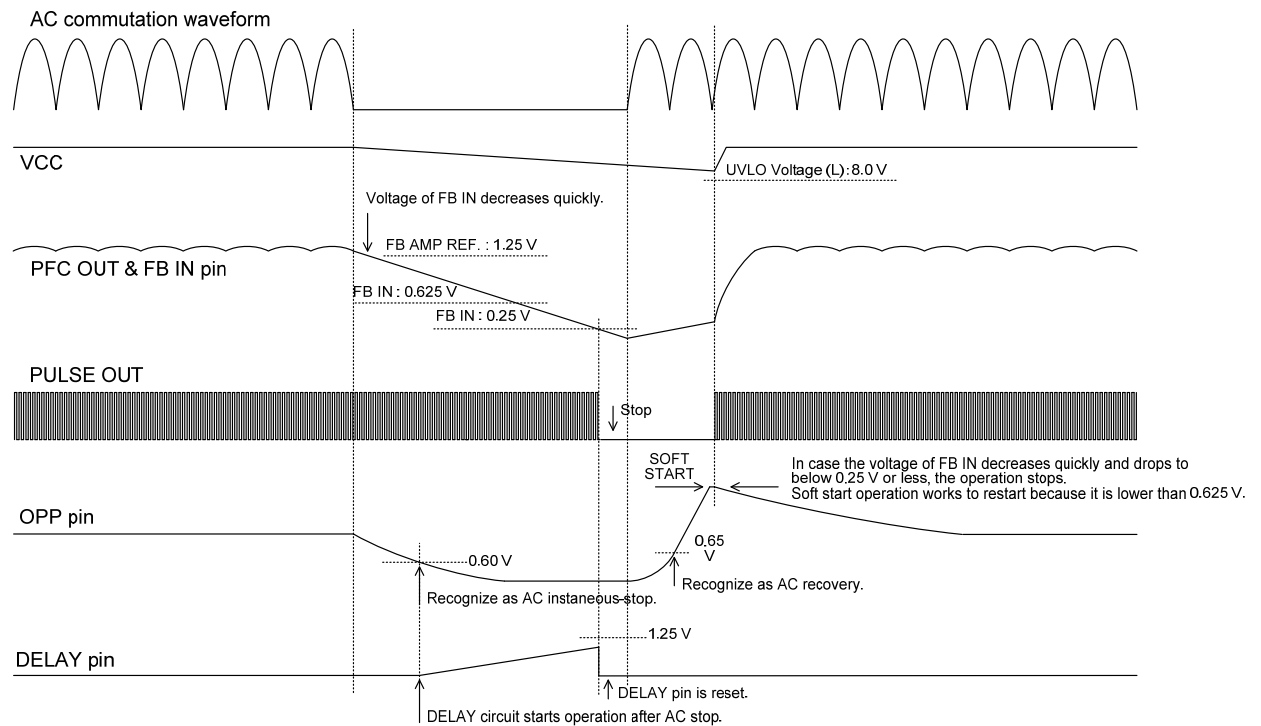 AC commutation waveform
VCC
UVLO Voltage (L) : 8.0 V
Voltage of FB IN decreases quickly.
FB AMP REF. : 1.25 V
PFC OUT & FB IN pin
FB IN : 0.625 V
FB IN : 0.25 V
PULSE OUT
Stop
SOFT
START
In case the voltage of FB IN decreases quickly and drops to
below 0.25 V or less, the operation stops.
Soft start operation works to restart because it is lower than 0.625 V.
OPP pin
0.60 V
0.65
V
Recognize as AC instaneous stop.
Recognize as AC recovery.
1.25 V
DELAY pin
DELAY pin is reset.
DELAY circuit starts operation after AC stop.